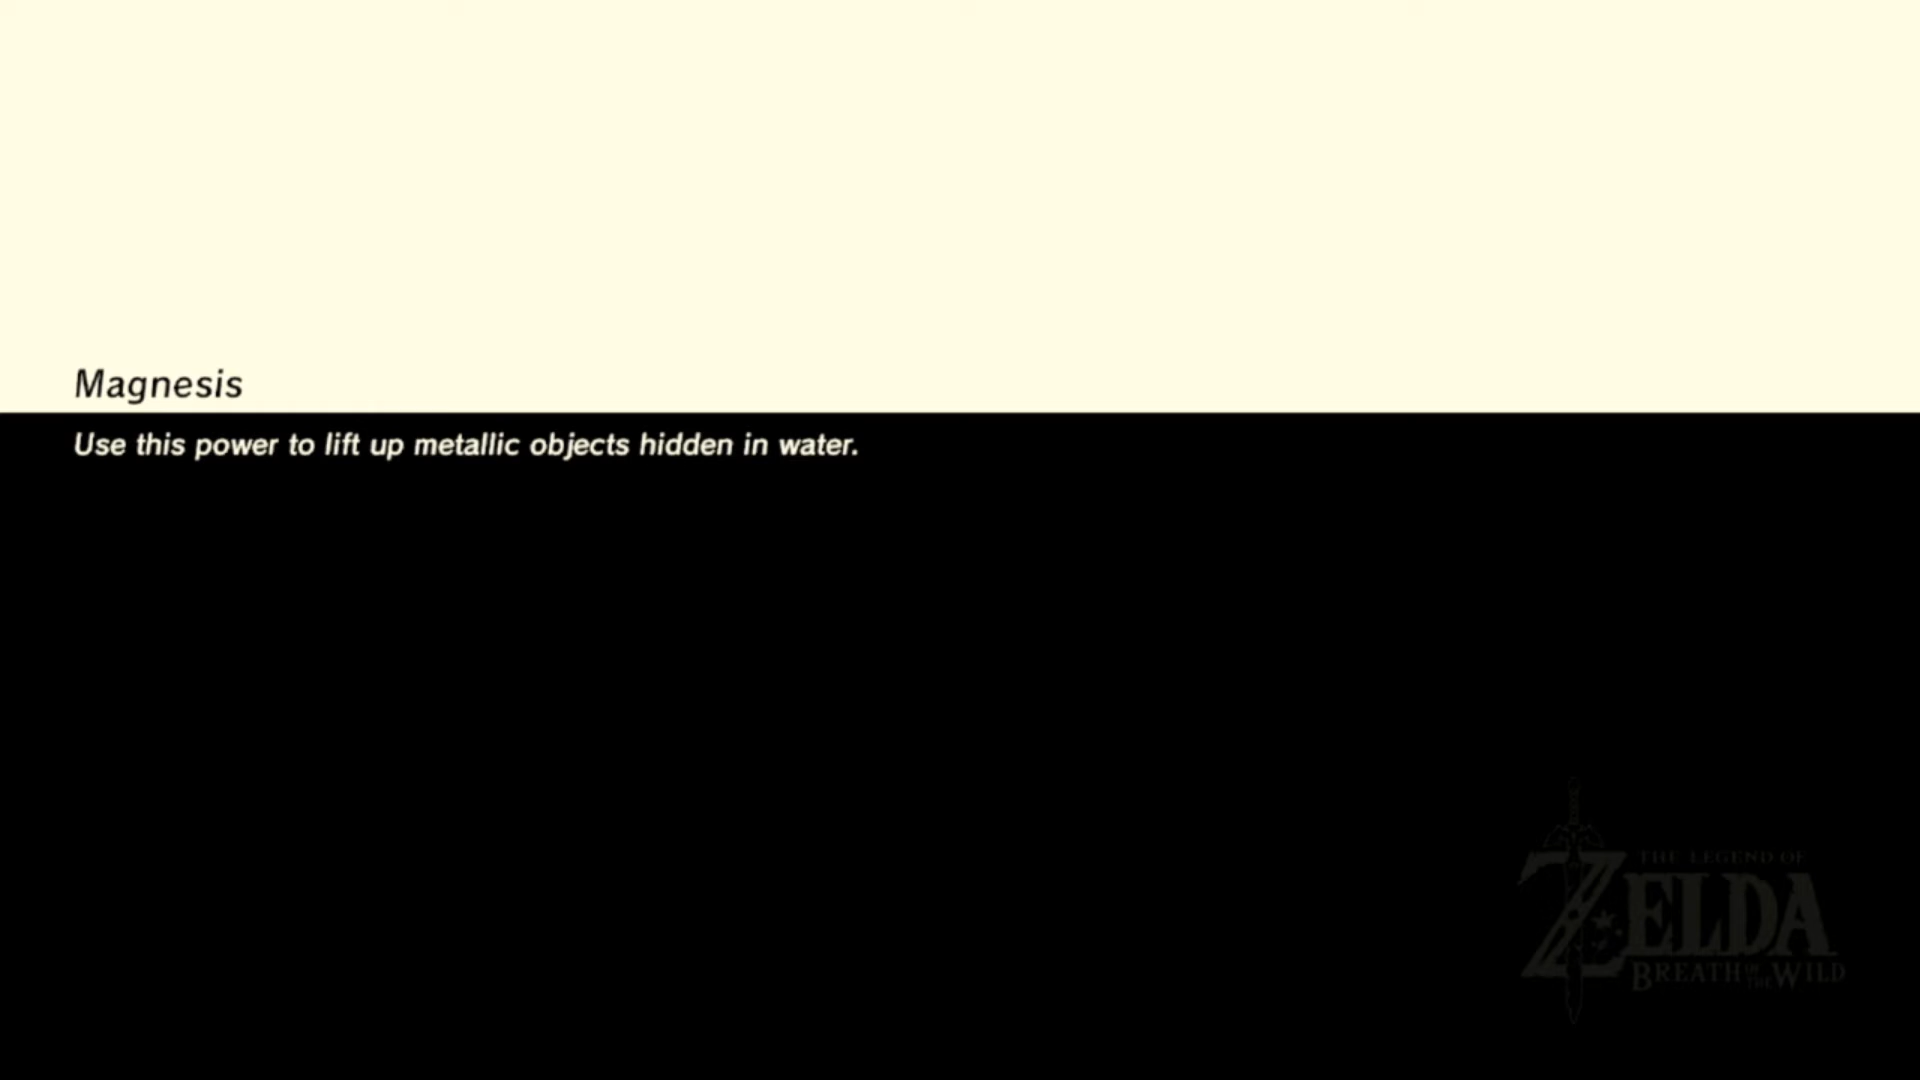 Magnesis
Use this power to lift up metallic objects hidden in water.
THE LEGEND OF
ZELDA
BREATH OF THE WILD